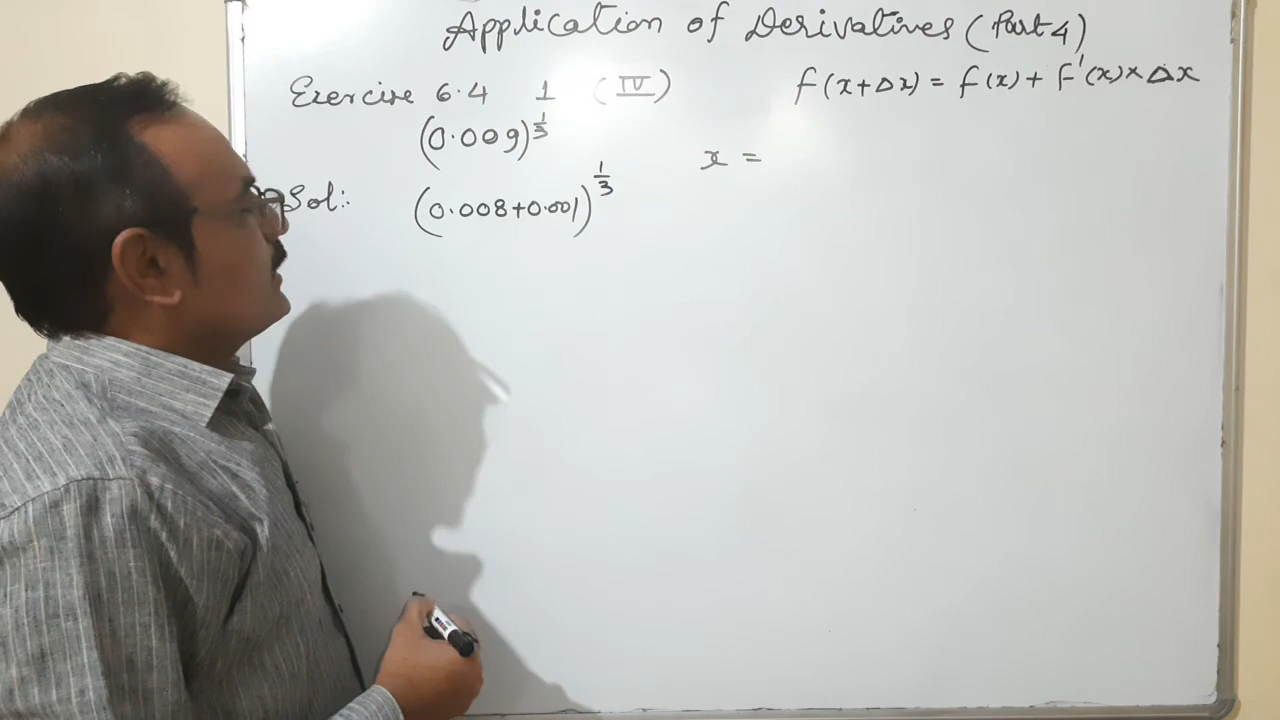 Application of Derivatives (Part 4)
Exercise 6.4 1 (IV)
f(x+Δx) = f(x) + f'(x)×Δx
(0.009)^{1/3}
x =
Sol:
(0.008+0.001)^{1/3}